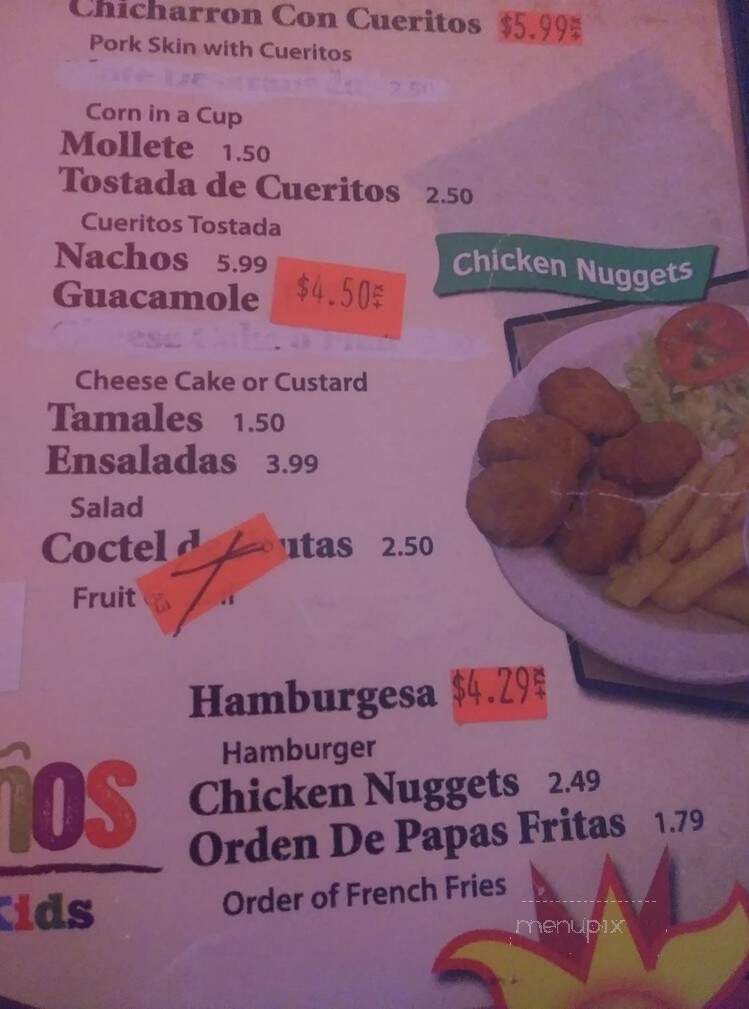 Chicharron Con Cueritos $5.99
Pork Skin with Cueritos
2.50
Corn in a Cup
Mollete 1.50
Tostada de Cueritos 2.50
Cueritos Tostada
Nachos 5.99
Guacamole $4.50
Chicken Nuggets
Cheese Cake or Custard
Tamales 1.50
Ensaladas 3.99
Salad
Coctel 2.50
Fruit
Hamburgesa $4.29
Hamburger
Chicken Nuggets 2.49
Orden De Papas Fritas 1.79
Order of French Fries
ños
Kids
menupix